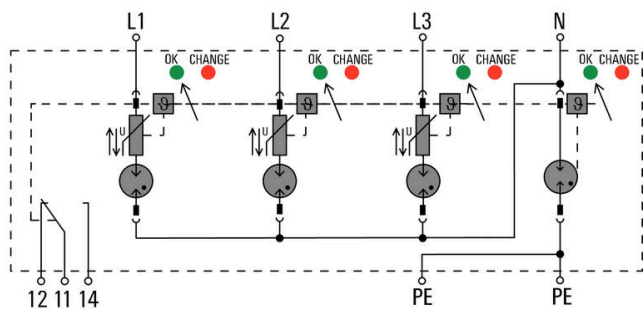 L1 L2 L3 N
OK CHANGE OK CHANGE OK CHANGE OK CHANGE
ϑ ϑ ϑ ϑ
U U U
12 11 14 PE PE